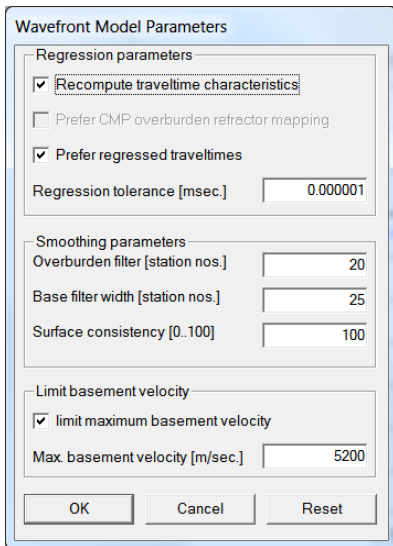 Wavefront Model Parameters
Regression parameters
Recompute traveltime characteristics
Prefer CMP overburden refractor mapping
Prefer regressed traveltimes
Regression tolerance [msec.] 0.000001
Smoothing parameters
Overburden filter [station nos.] 20
Base filter width [station nos.] 25
Surface consistency [0..100] 100
Limit basement velocity
limit maximum basement velocity
Max. basement velocity [m/sec.] 5200
OK Cancel Reset